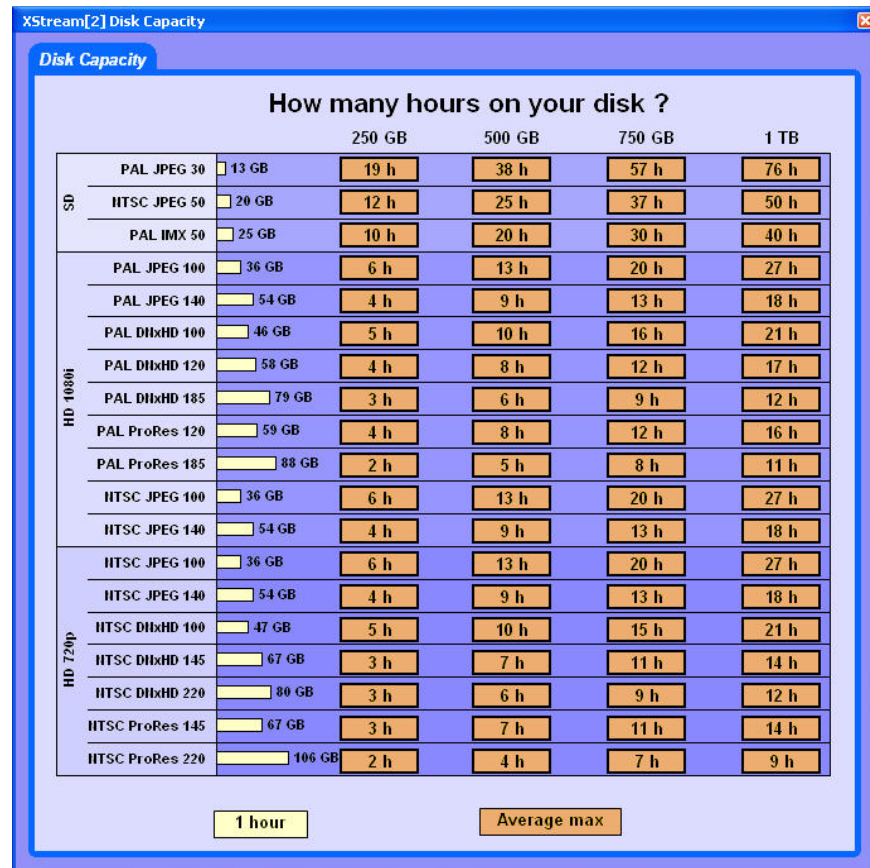 XStream[2] Disk Capacity
Disk Capacity
How many hours on your disk ?
250 GB 500 GB 750 GB 1 TB
SD
PAL JPEG 30 13 GB 19 h 38 h 57 h 76 h
NTSC JPEG 50 20 GB 12 h 25 h 37 h 50 h
PAL IMX 50 25 GB 10 h 20 h 30 h 40 h
HD 1080i
PAL JPEG 100 36 GB 6 h 13 h 20 h 27 h
PAL JPEG 140 54 GB 4 h 9 h 13 h 18 h
PAL DNxHD 100 46 GB 5 h 10 h 16 h 21 h
PAL DNxHD 120 58 GB 4 h 8 h 12 h 17 h
PAL DNxHD 185 79 GB 3 h 6 h 9 h 12 h
PAL ProRes 120 59 GB 4 h 8 h 12 h 16 h
PAL ProRes 185 88 GB 2 h 5 h 8 h 11 h
NTSC JPEG 100 36 GB 6 h 13 h 20 h 27 h
NTSC JPEG 140 54 GB 4 h 9 h 13 h 18 h
HD 720p
NTSC JPEG 100 36 GB 6 h 13 h 20 h 27 h
NTSC JPEG 140 54 GB 4 h 9 h 13 h 18 h
NTSC DNxHD 100 47 GB 5 h 10 h 15 h 21 h
NTSC DNxHD 145 67 GB 3 h 7 h 11 h 14 h
NTSC DNxHD 220 80 GB 3 h 6 h 9 h 12 h
NTSC ProRes 145 67 GB 3 h 7 h 11 h 14 h
NTSC ProRes 220 106 GB 2 h 4 h 7 h 9 h
1 hour Average max